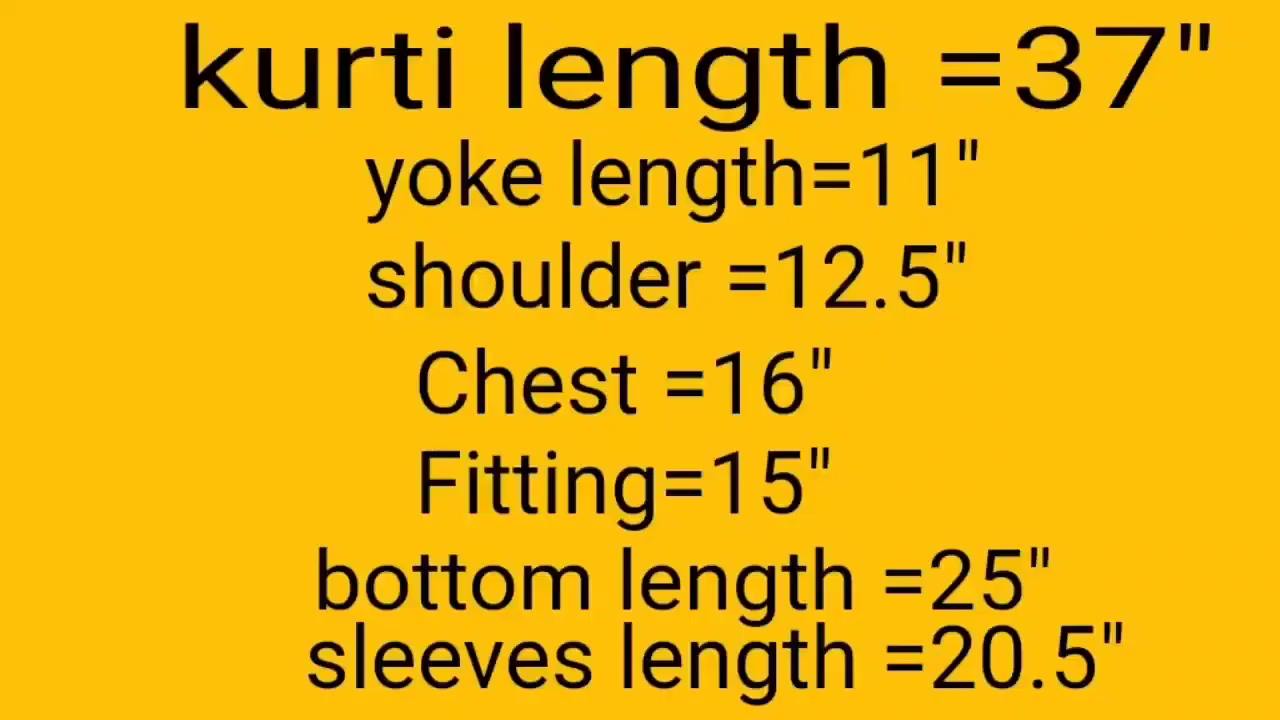 kurti length =37"
yoke length=11"
shoulder =12.5"
Chest =16"
Fitting=15"
bottom length =25"
sleeves length =20.5"